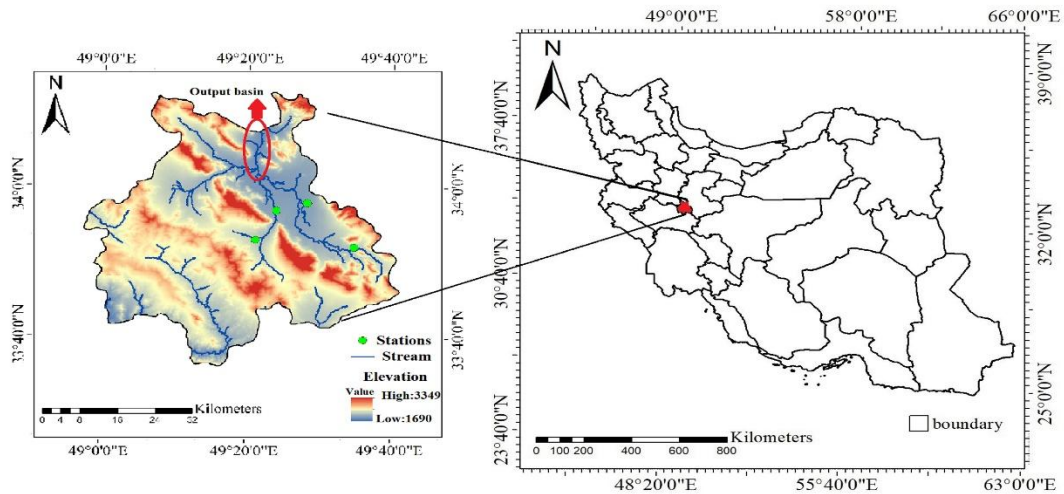 49°0'0"E 49°20'0"E 49°40'0"E
N
Output basin
34°0'0"N
34°0'0"N
33°40'0"N
33°40'0"N
Stations
Stream
Elevation
Value
High:3349
Low:1690
Kilometers
0 4 8 16 24 32
49°0'0"E 49°20'0"E 49°40'0"E
49°0'0"E 58°0'0"E 66°0'0"E
N
37°40'0"N
39°0'0"N
30°40'0"N
32°0'0"N
23°40'0"N
25°0'0"N
boundary
Kilometers
0 100 200 400 600 800
48°20'0"E 55°40'0"E 63°0'0"E